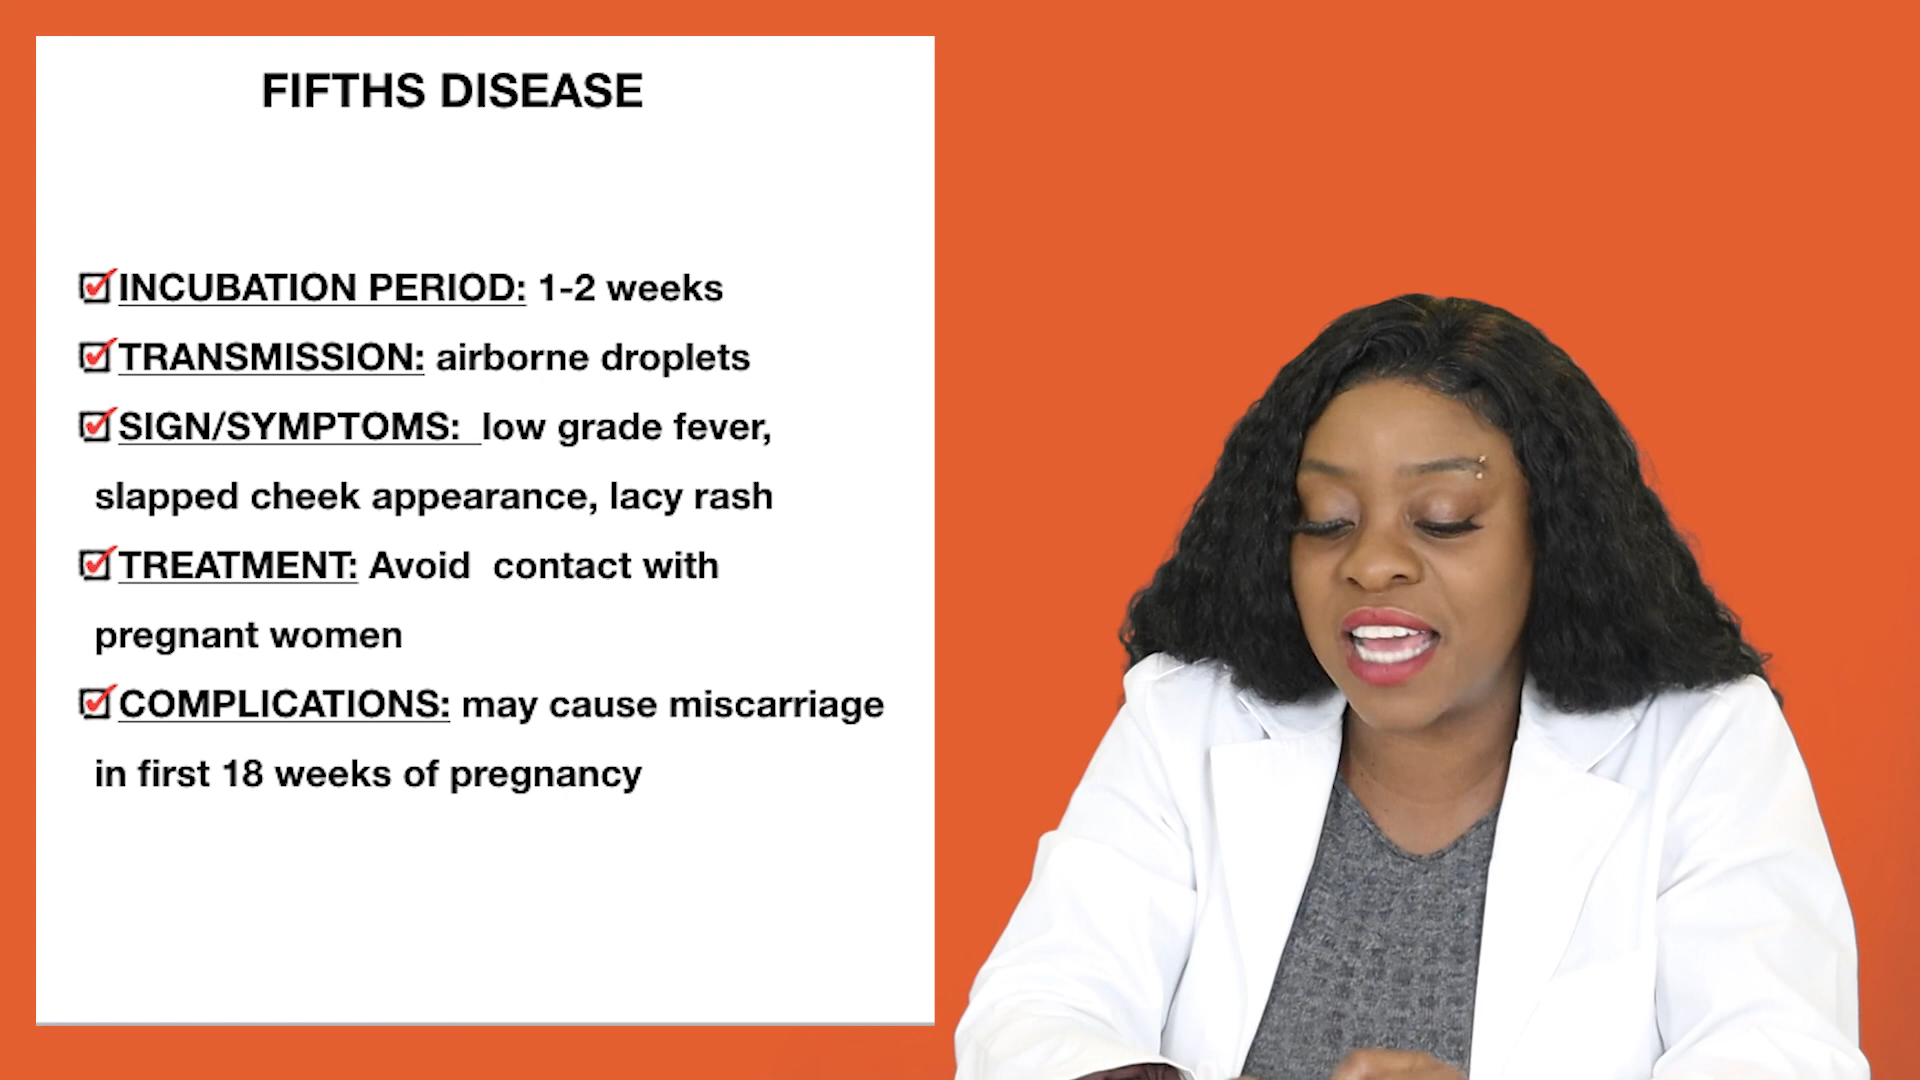 FIFTHS DISEASE
INCUBATION PERIOD: 1-2 weeks
TRANSMISSION: airborne droplets
SIGN/SYMPTOMS: low grade fever,
slapped cheek appearance, lacy rash
TREATMENT: Avoid contact with
pregnant women
COMPLICATIONS: may cause miscarriage
in first 18 weeks of pregnancy